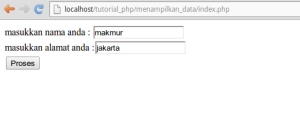 localhost/tutorial_php/menampilkan_data/index.php
masukkan nama anda : makmur
masukkan alamat anda : jakarta
Proses